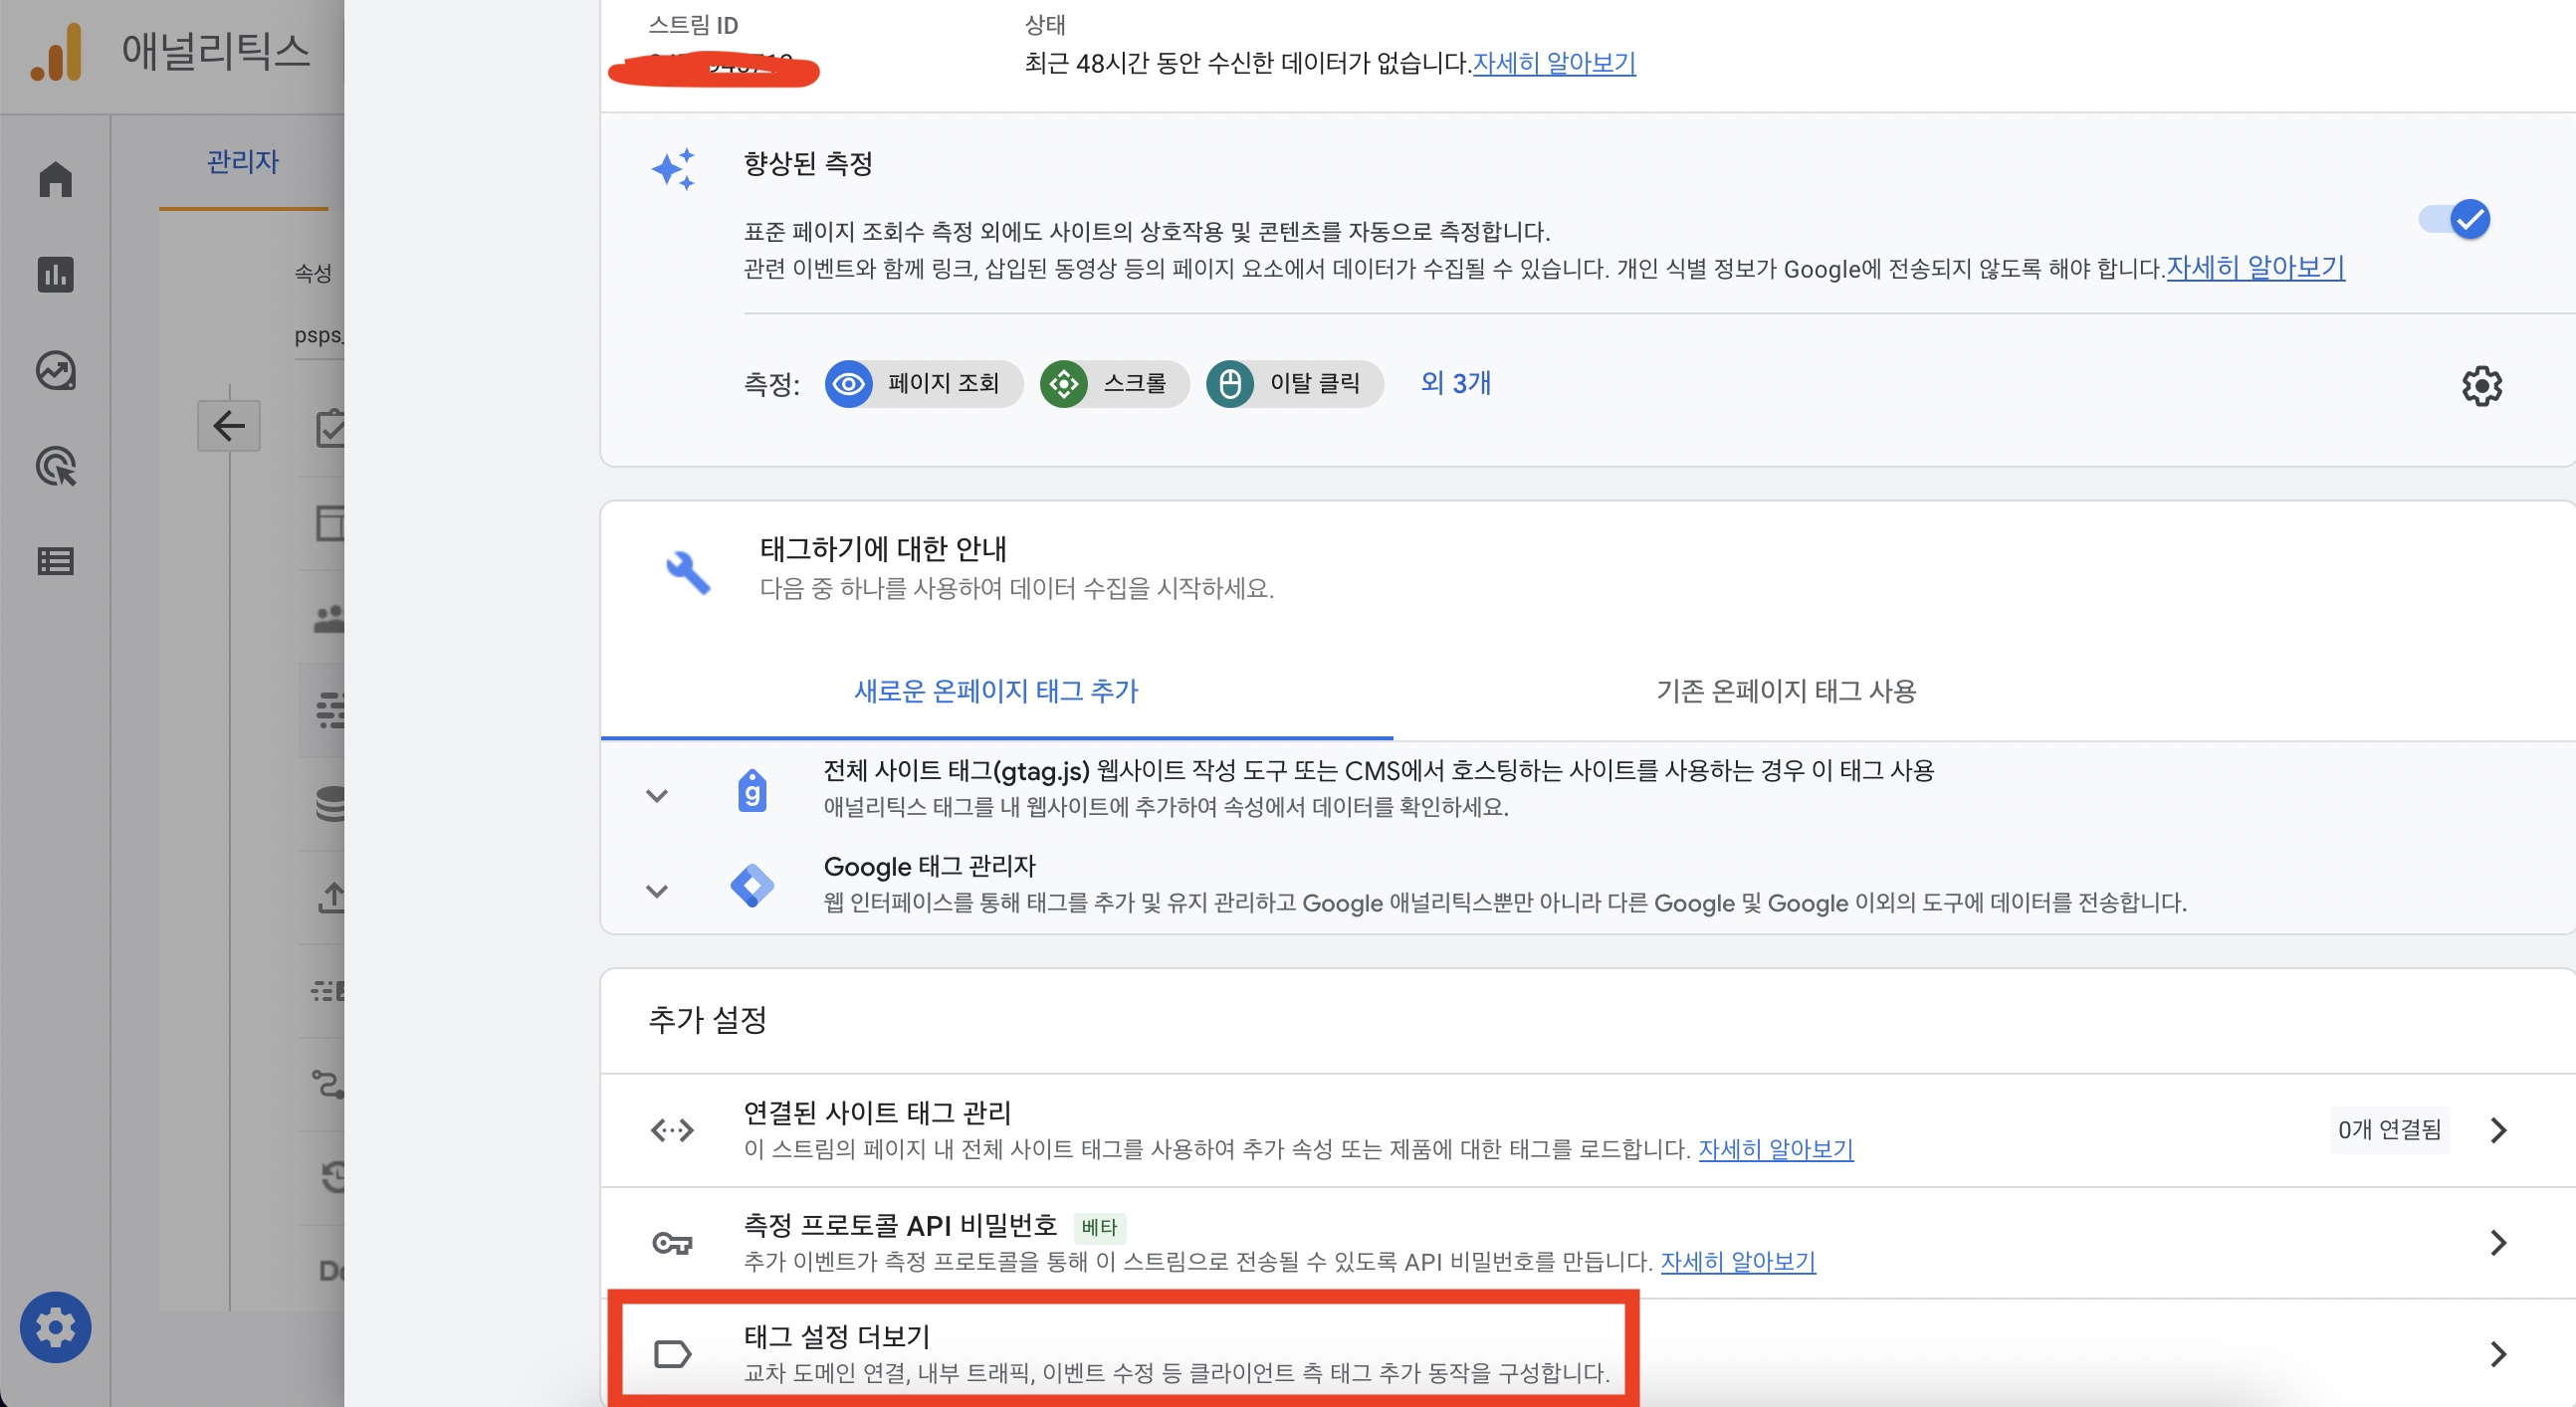 애널리틱스
관리자
속성
psps_
스트림 ID
상태
최근 48시간 동안 수신한 데이터가 없습니다.자세히 알아보기
향상된 측정
표준 페이지 조회수 측정 외에도 사이트의 상호작용 및 콘텐츠를 자동으로 측정합니다.
관련 이벤트와 함께 링크, 삽입된 동영상 등의 페이지 요소에서 데이터가 수집될 수 있습니다. 개인 식별 정보가 Google에 전송되지 않도록 해야 합니다.자세히 알아보기
측정: 페이지 조회 스크롤 이탈 클릭 외 3개
태그하기에 대한 안내
다음 중 하나를 사용하여 데이터 수집을 시작하세요.
새로운 온페이지 태그 추가
기존 온페이지 태그 사용
전체 사이트 태그(gtag.js) 웹사이트 작성 도구 또는 CMS에서 호스팅하는 사이트를 사용하는 경우 이 태그 사용
애널리틱스 태그를 내 웹사이트에 추가하여 속성에서 데이터를 확인하세요.
Google 태그 관리자
웹 인터페이스를 통해 태그를 추가 및 유지 관리하고 Google 애널리틱스뿐만 아니라 다른 Google 및 Google 이외의 도구에 데이터를 전송합니다.
추가 설정
연결된 사이트 태그 관리
이 스트림의 페이지 내 전체 사이트 태그를 사용하여 추가 속성 또는 제품에 대한 태그를 로드합니다. 자세히 알아보기
0개 연결됨
측정 프로토콜 API 비밀번호 베타
추가 이벤트가 측정 프로토콜을 통해 이 스트림으로 전송될 수 있도록 API 비밀번호를 만듭니다. 자세히 알아보기
태그 설정 더보기
교차 도메인 연결, 내부 트래픽, 이벤트 수정 등 클라이언트 측 태그 추가 동작을 구성합니다.